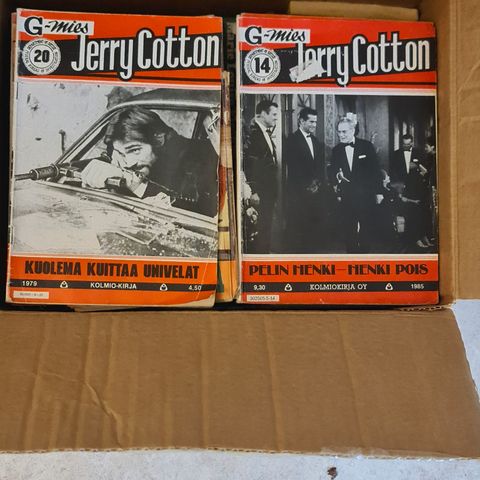 G-mies
20
Jerry Cotton
KUOLEMA KUITTAA UNIVELAT
1979
KOLMIO-KIRJA
4,50
G-mies
14
Jerry Cotton
PELIN HENKI — HENKI POIS
9,30
KOLMIOKIRJA OY
1985